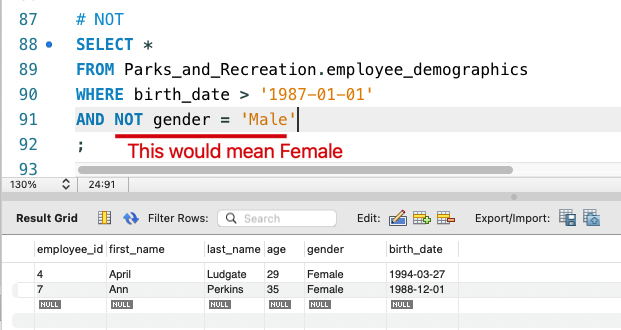 87 # NOT
88 SELECT *
89 FROM Parks_and_Recreation.employee_demographics
90 WHERE birth_date > '1987-01-01'
91 AND NOT gender = 'Male'
92 ;
This would mean Female
93
130% 24:91
Result Grid Filter Rows: Search Edit: Export/Import:
employee_id first_name last_name age gender birth_date
4 April Ludgate 29 Female 1994-03-27
7 Ann Perkins 35 Female 1988-12-01
NULL NULL NULL NULL NULL NULL